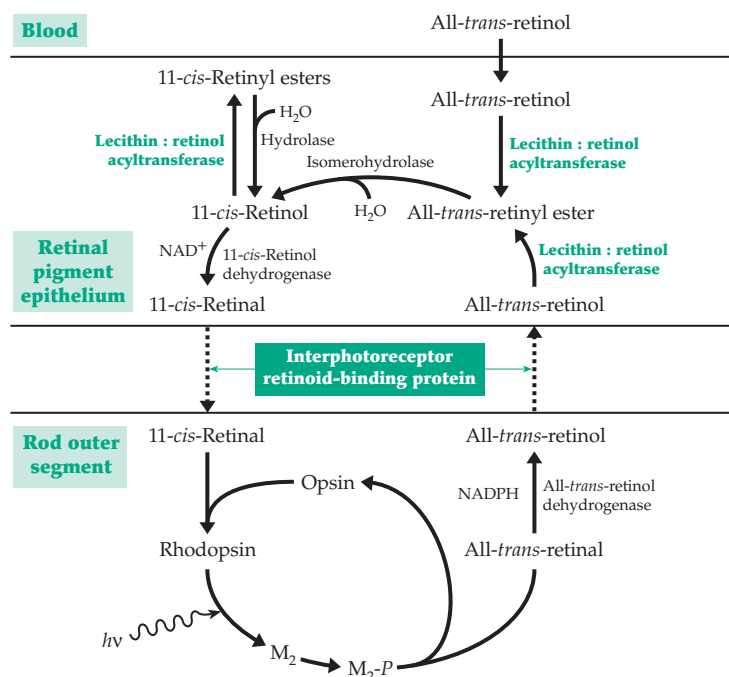 Blood
All-trans-retinol
11-cis-Retinyl esters
All-trans-retinol
H₂O
Lecithin : retinol
acyltransferase
Hydrolase
Lecithin : retinol
acyltransferase
Isomerohydrolase
11-cis-Retinol
H₂O
All-trans-retinyl ester
NAD⁺
11-cis-Retinol
dehydrogenase
Retinal
pigment
epithelium
Lecithin : retinol
acyltransferase
11-cis-Retinal
All-trans-retinol
Interphotoreceptor
retinoid-binding protein
Rod outer
segment
11-cis-Retinal
All-trans-retinol
Opsin
NADPH
All-trans-retinol
dehydrogenase
Rhodopsin
All-trans-retinal
hν
M₂
M₂-P